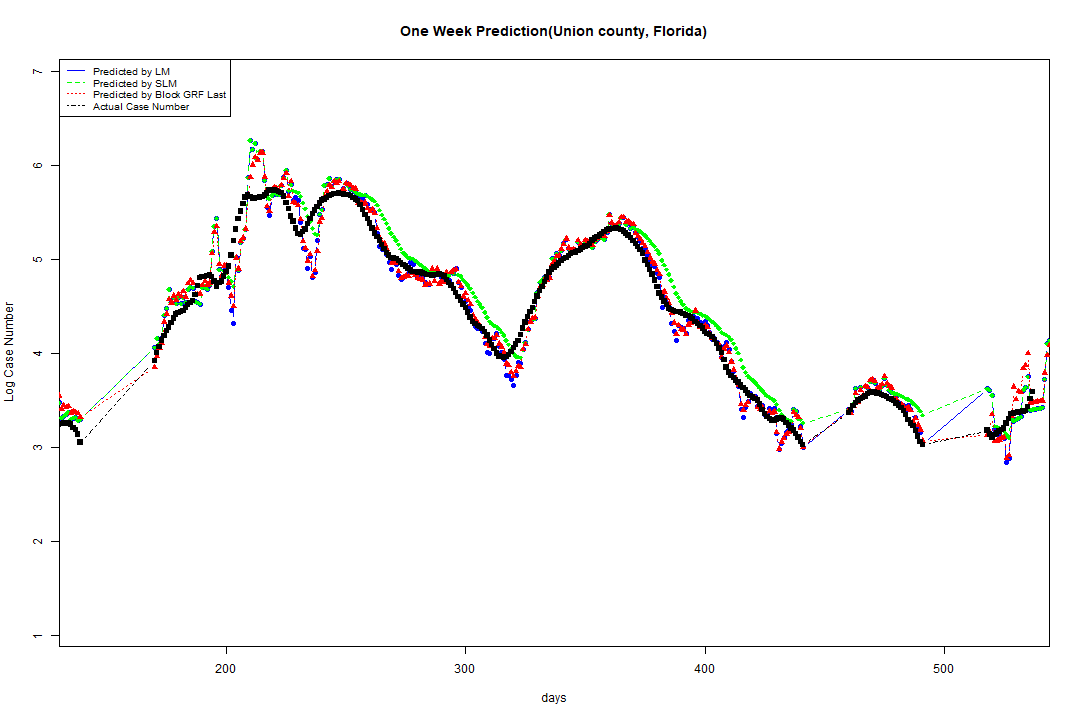 One Week Prediction(Union county, Florida)
Predicted by LM
Predicted by SLM
Predicted by Block GRF Last
Actual Case Number
7
6
5
4
3
2
1
Log Case Number
200 300 400 500
days